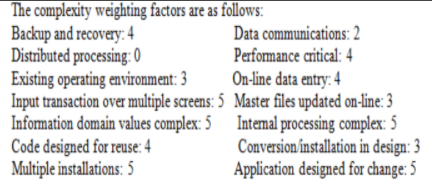 The complexity weighting factors are as follows:
Backup and recovery: 4 Data communications: 2
Distributed processing: 0 Performance critical: 4
Existing operating environment: 3 On-line data entry: 4
Input transaction over multiple screens: 5 Master files updated on-line: 3
Information domain values complex: 5 Internal processing complex: 5
Code designed for reuse: 4 Conversion/installation in design: 3
Multiple installations: 5 Application designed for change: 5